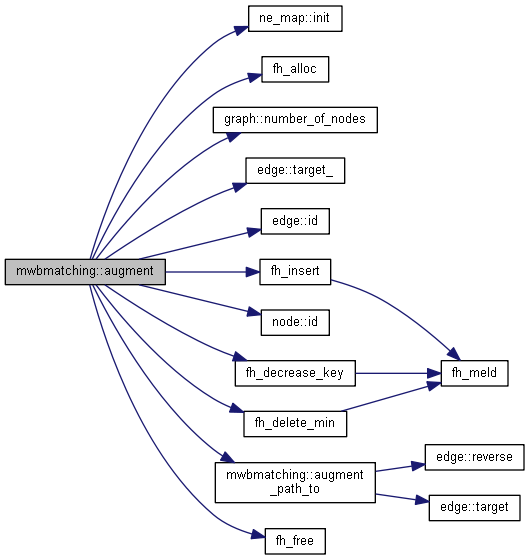 ne_map::init
fh_alloc
graph::number_of_nodes
edge::target_
edge::id
mwbmatching::augment
fh_insert
node::id
fh_decrease_key
fh_meld
fh_delete_min
mwbmatching::augment
_path_to
edge::reverse
edge::target
fh_free